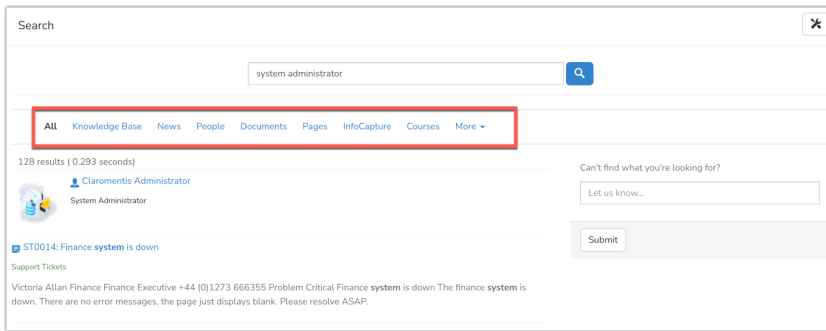 Search
system administrator
All Knowledge Base News People Documents Pages InfoCapture Courses More
128 results ( 0.293 seconds)
Claromentis Administrator
System Administrator
ST0014: Finance system is down
Support Tickets
Victoria Allan Finance Finance Executive +44 (0)1273 666355 Problem Critical Finance system is down The finance system is
down. There are no error messages, the page just displays blank. Please resolve ASAP.
Can't find what you're looking for?
Let us know...
Submit